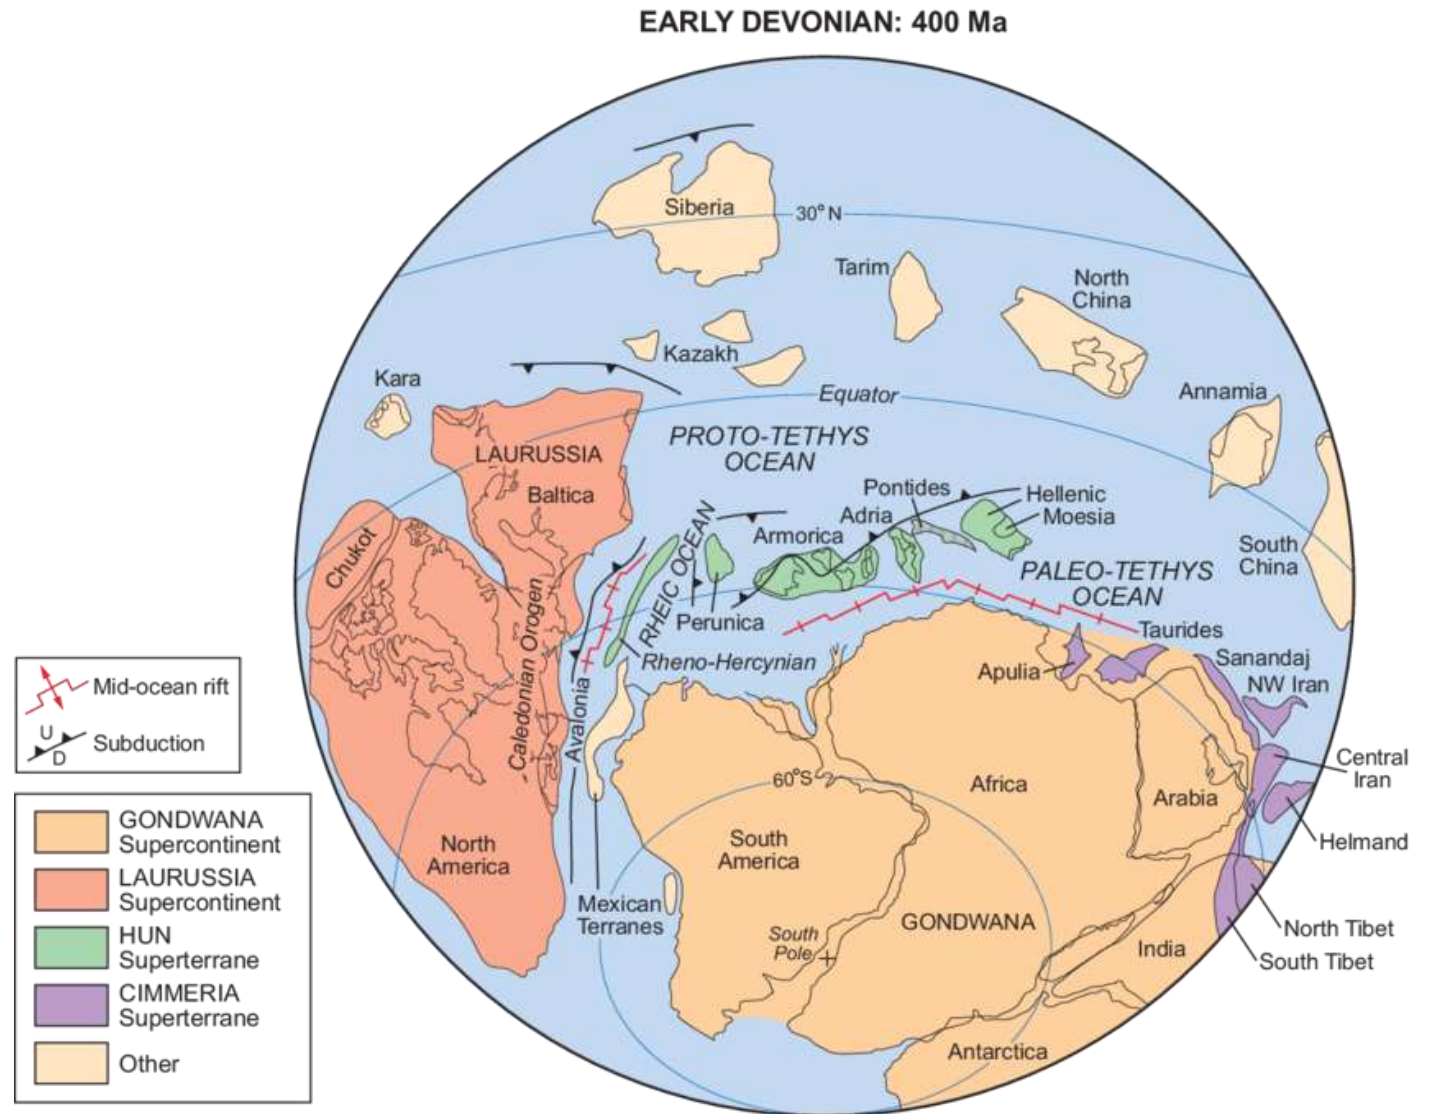 EARLY DEVONIAN: 400 Ma
Siberia
30° N
Tarim
North
China
Kazakh
Kara
Equator
Annamia
PROTO-TETHYS
OCEAN
LAURUSSIA
Baltica
Pontides
Hellenic
Moesia
Adria
Armorica
RHEIC OCEAN
Chukot
South
China
PALEO-TETHYS
OCEAN
Perunica
Taurides
Rheno-Hercynian
Apulia
Sanandaj
NW Iran
Caledonian Orogen
Avalonia
Mid-ocean rift
U
D
Subduction
60°S
Africa
Arabia
Central
Iran
Helmand
North
America
South
America
Mexican
Terranes
GONDWANA
South
Pole
India
North Tibet
South Tibet
Antarctica
GONDWANA
Supercontinent
LAURUSSIA
Supercontinent
HUN
Superterrane
CIMMERIA
Superterrane
Other